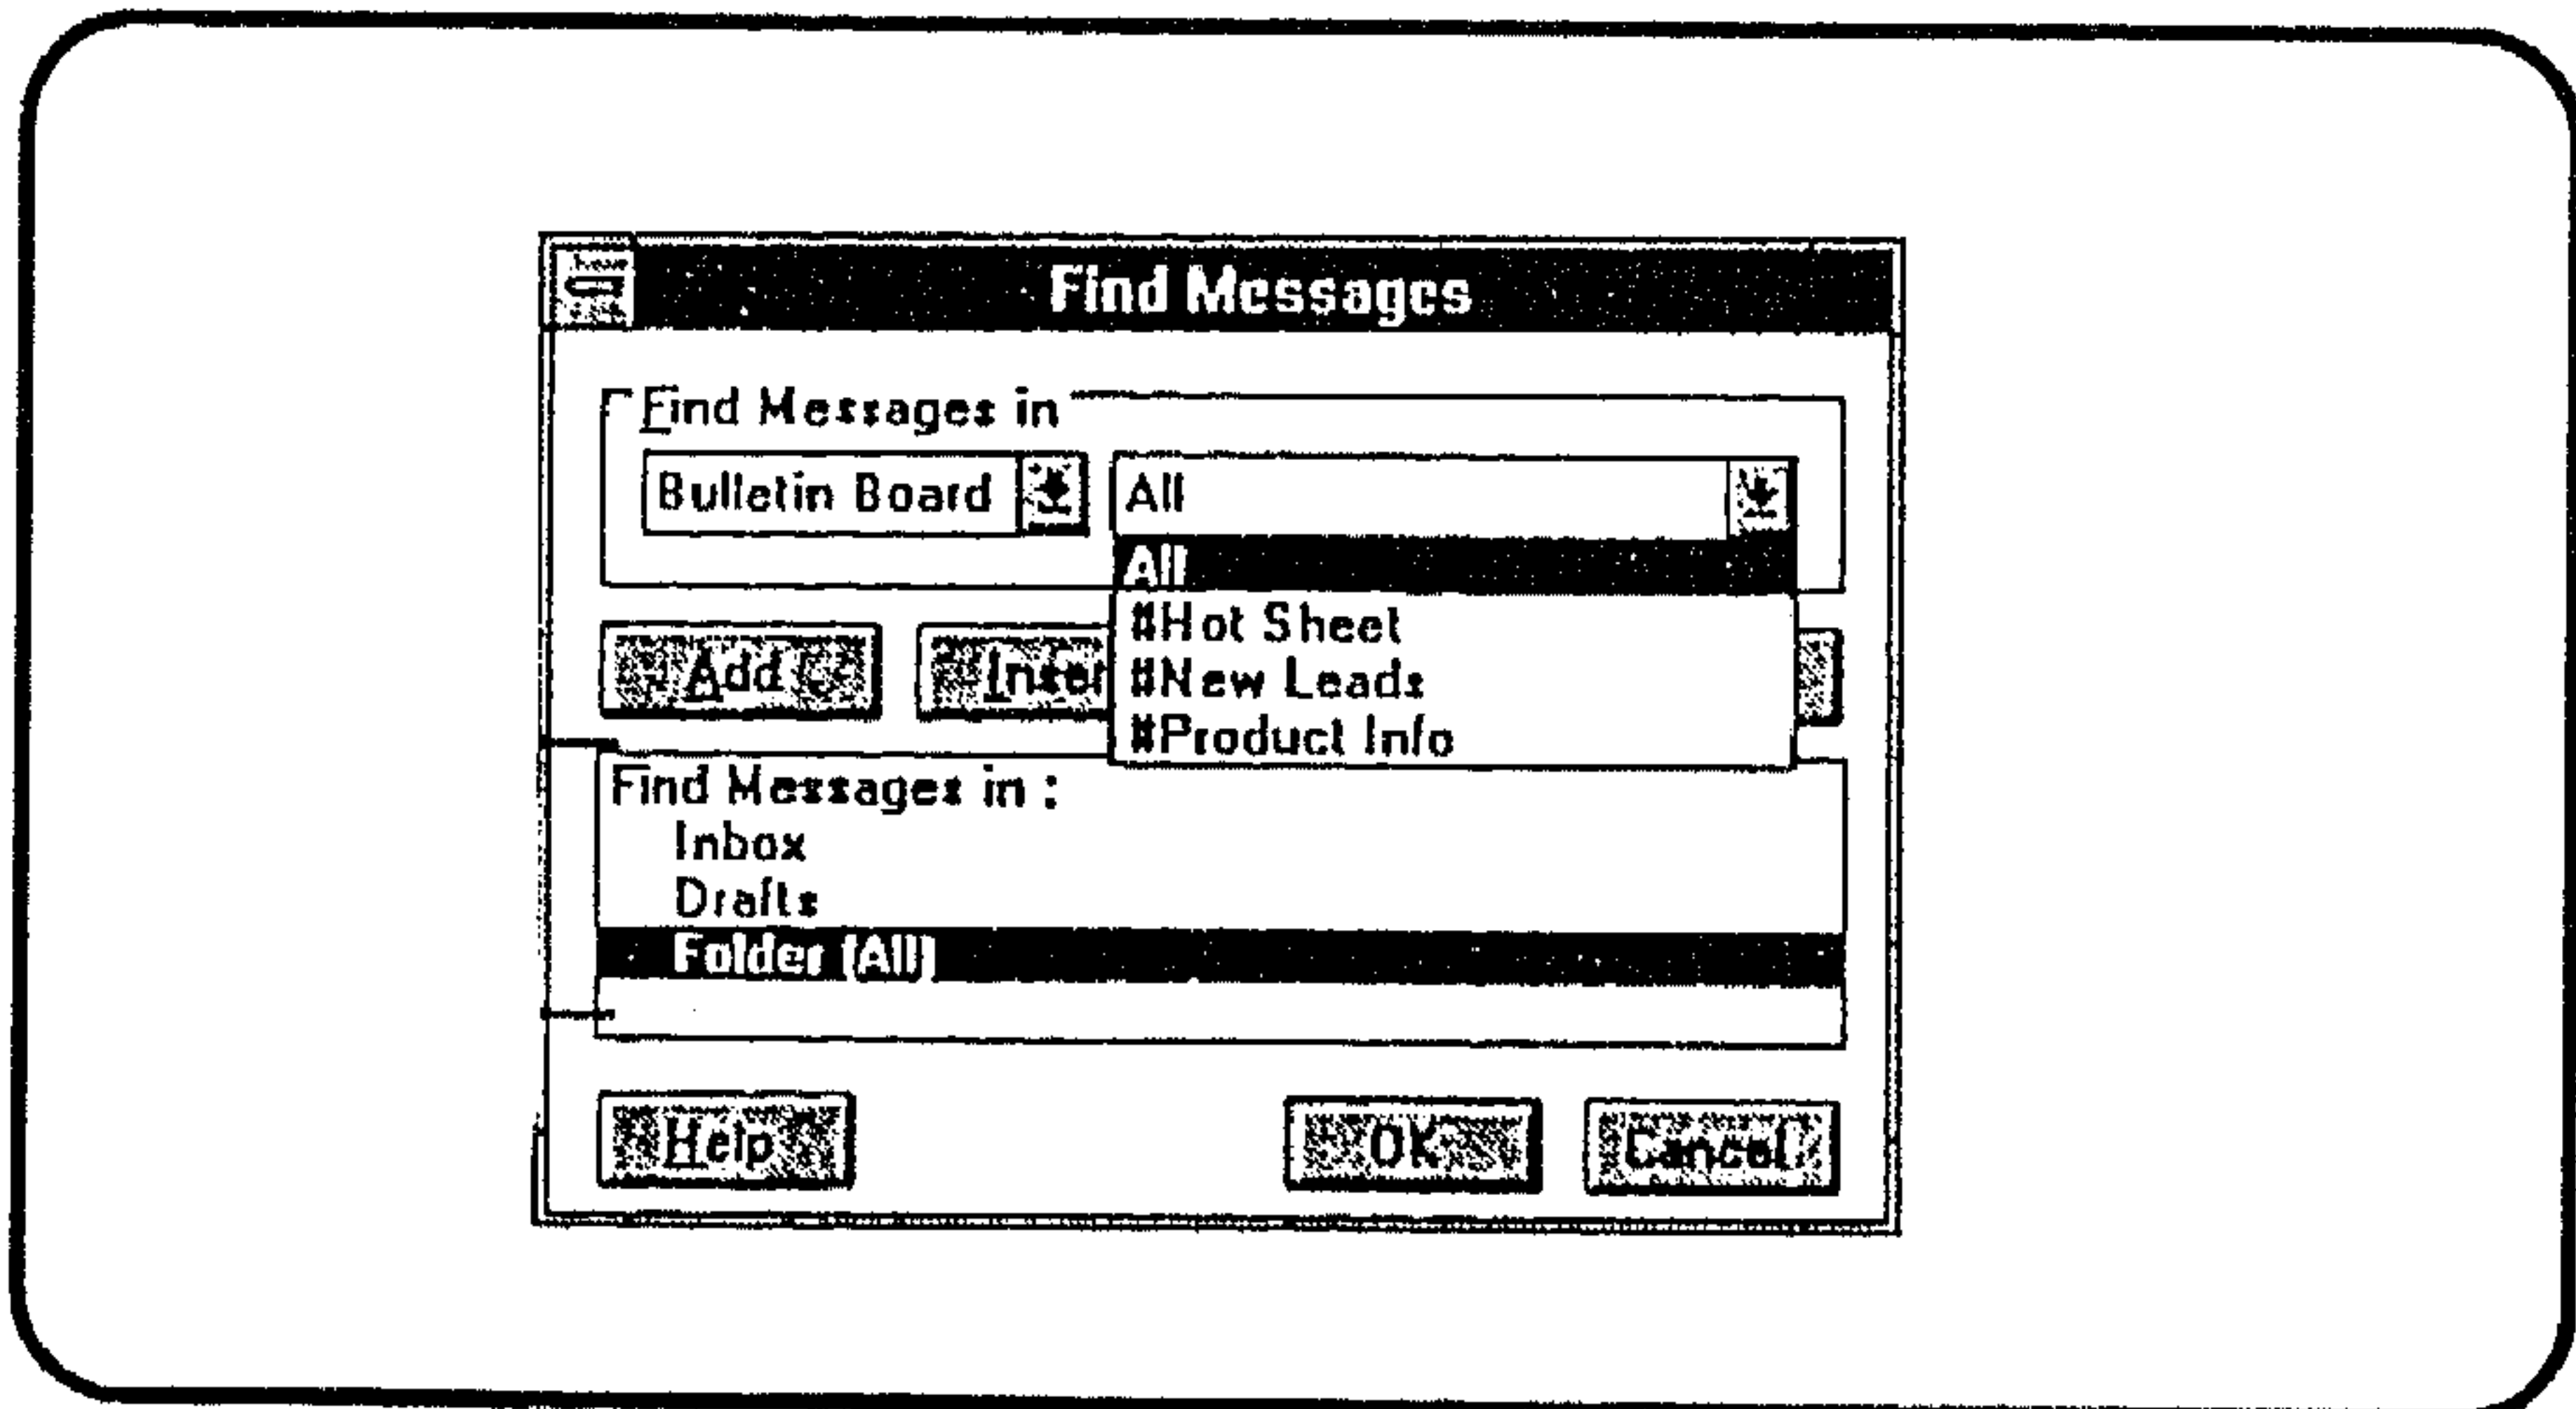 Find Messages
Find Messages in
Bulletin Board All
All
#Hot Sheet
#New Leads
#Product Info
Add
Find Messages in :
Inbox
Drafts
Folder (All)
Help OK Cancel